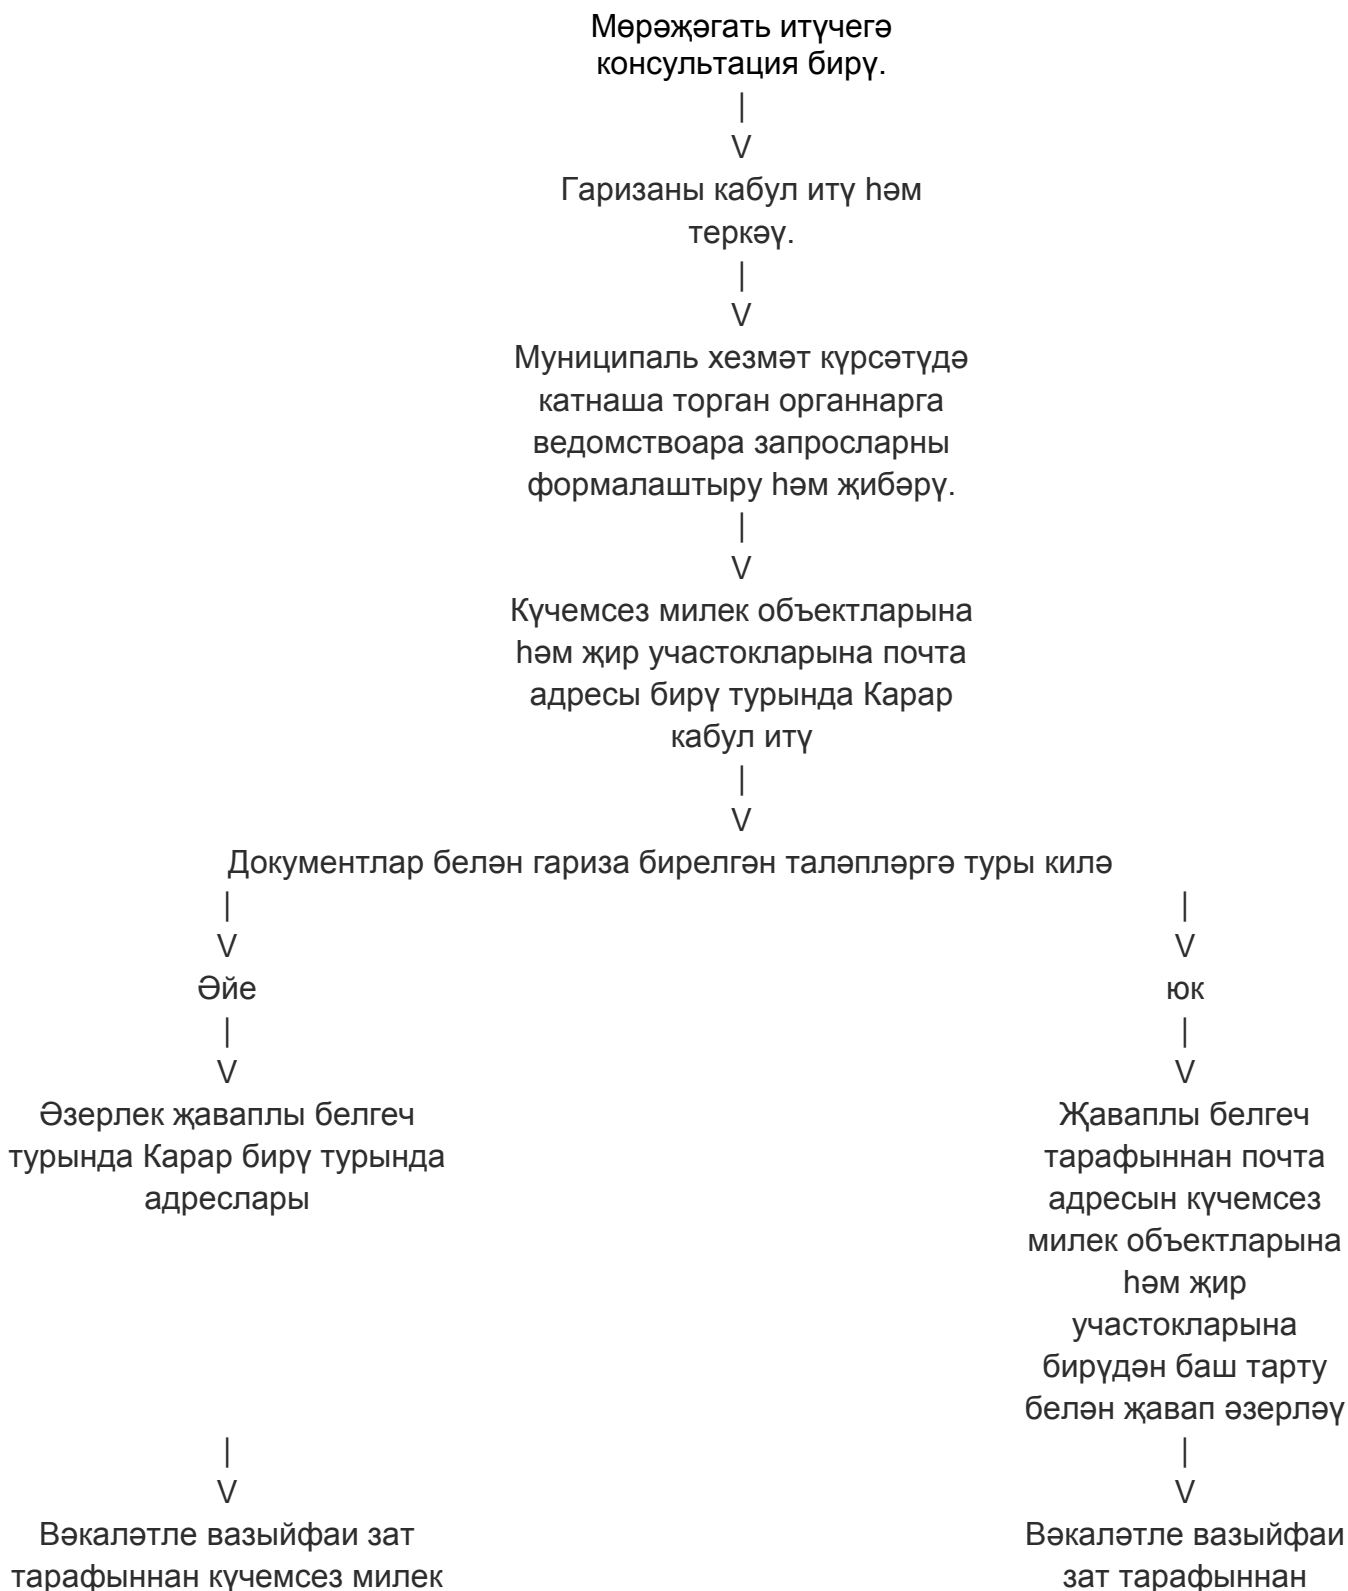 Мөрәҗәгать итүчегә
консультация бирү.
|
V
Гаризаны кабул итү һәм
теркәү.
|
V
Муниципаль хезмәт күрсәтүдә
катнаша торган органнарга
ведомствоара запросларны
формалаштыру һәм җибәрү.
|
V
Күчемсез милек объектларына
һәм җир участокларына почта
адресы бирү турында Карар
кабул итү
|
V
Документлар белән гариза бирелгән таләпләргә туры килә
|
V
Әйе
|
V
Әзерлек җаваплы белгеч
турында Карар бирү турында
адреслары
|
V
Вәкаләтле вазыйфаи зат
тарафыннан күчемсез милек
|
V
юк
|
V
Җаваплы белгеч
тарафыннан почта
адресын күчемсез
милек объектларына
һәм җир
участокларына
бирүдән баш тарту
белән җавап әзерләү
|
V
Вәкаләтле вазыйфаи
зат тарафыннан